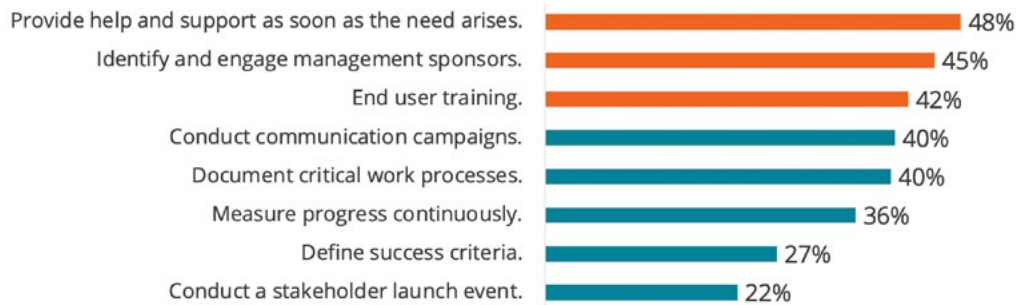 Provide help and support as soon as the need arises. 48%
Identify and engage management sponsors. 45%
End user training. 42%
Conduct communication campaigns. 40%
Document critical work processes. 40%
Measure progress continuously. 36%
Define success criteria. 27%
Conduct a stakeholder launch event. 22%